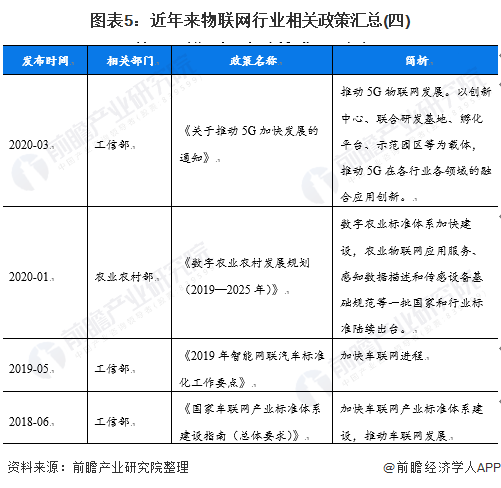 图表5：近年来物联网行业相关政策汇总(四)
发布时间 相关部门 政策名称 简析
2020-03 工信部 《关于推动5G加快发展的
通知》
推动 5G 物联网发展。以创新
中心、联合研发基地、孵化
平台、示范园区等为载体，
推动 5G 在各行业各领域的融
合应用创新。
2020-01 农业农村部 《数字农业农村发展规划
（2019—2025 年）》
数字农业标准体系加快建
设，农业物联网应用服务、
感知数据描述和传感设备基
础规范等一批国家和行业标
准陆续出台。
2019-05 工信部 《2019 年智能网联汽车标准
化工作要点》
加快车联网进程
2018-06 工信部 《国家车联网产业标准体系
建设指南（总体要求）》
加快车联网产业标准体系建
设，推动车联网发展
资料来源：前瞻产业研究院整理
@前瞻经济学人APP
前瞻产业研究院